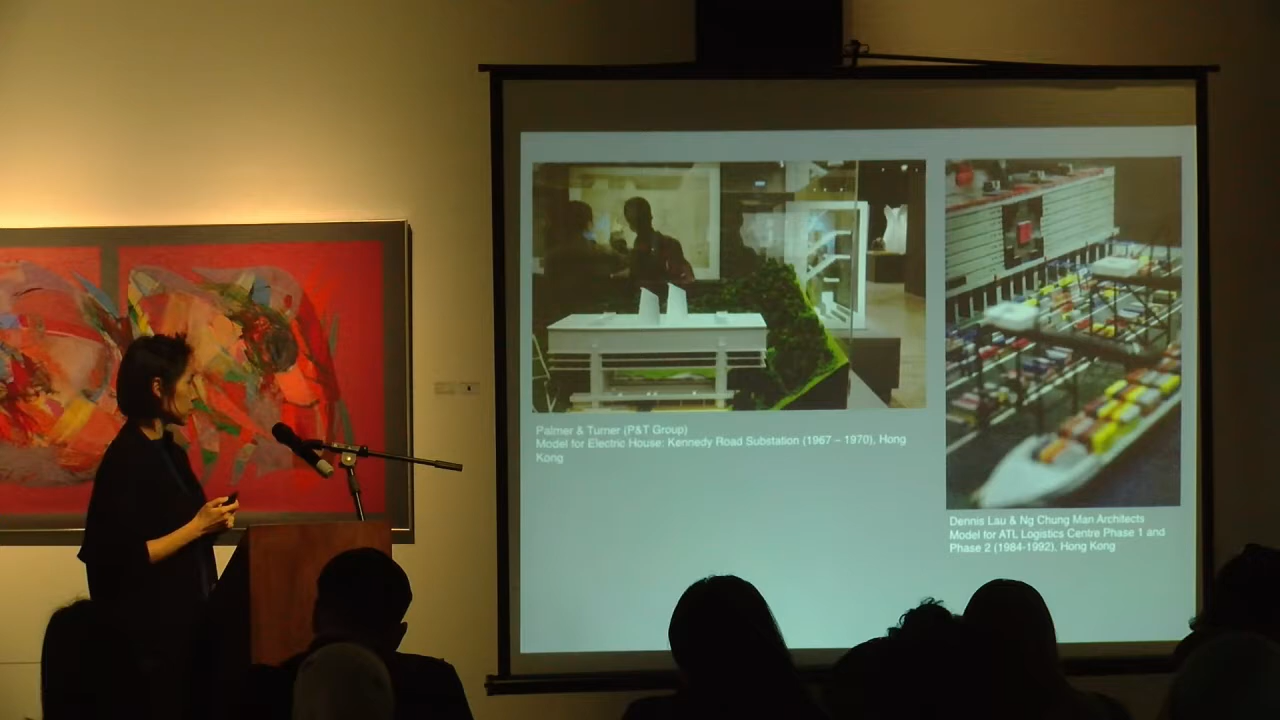 Palmer & Turner (P&T Group)
Model for Electric House: Kennedy Road Substation (1967 – 1970), Hong
Kong
Dennis Lau & Ng Chung Man Architects
Model for ATL Logistics Centre Phase 1 and
Phase 2 (1984-1992), Hong Kong